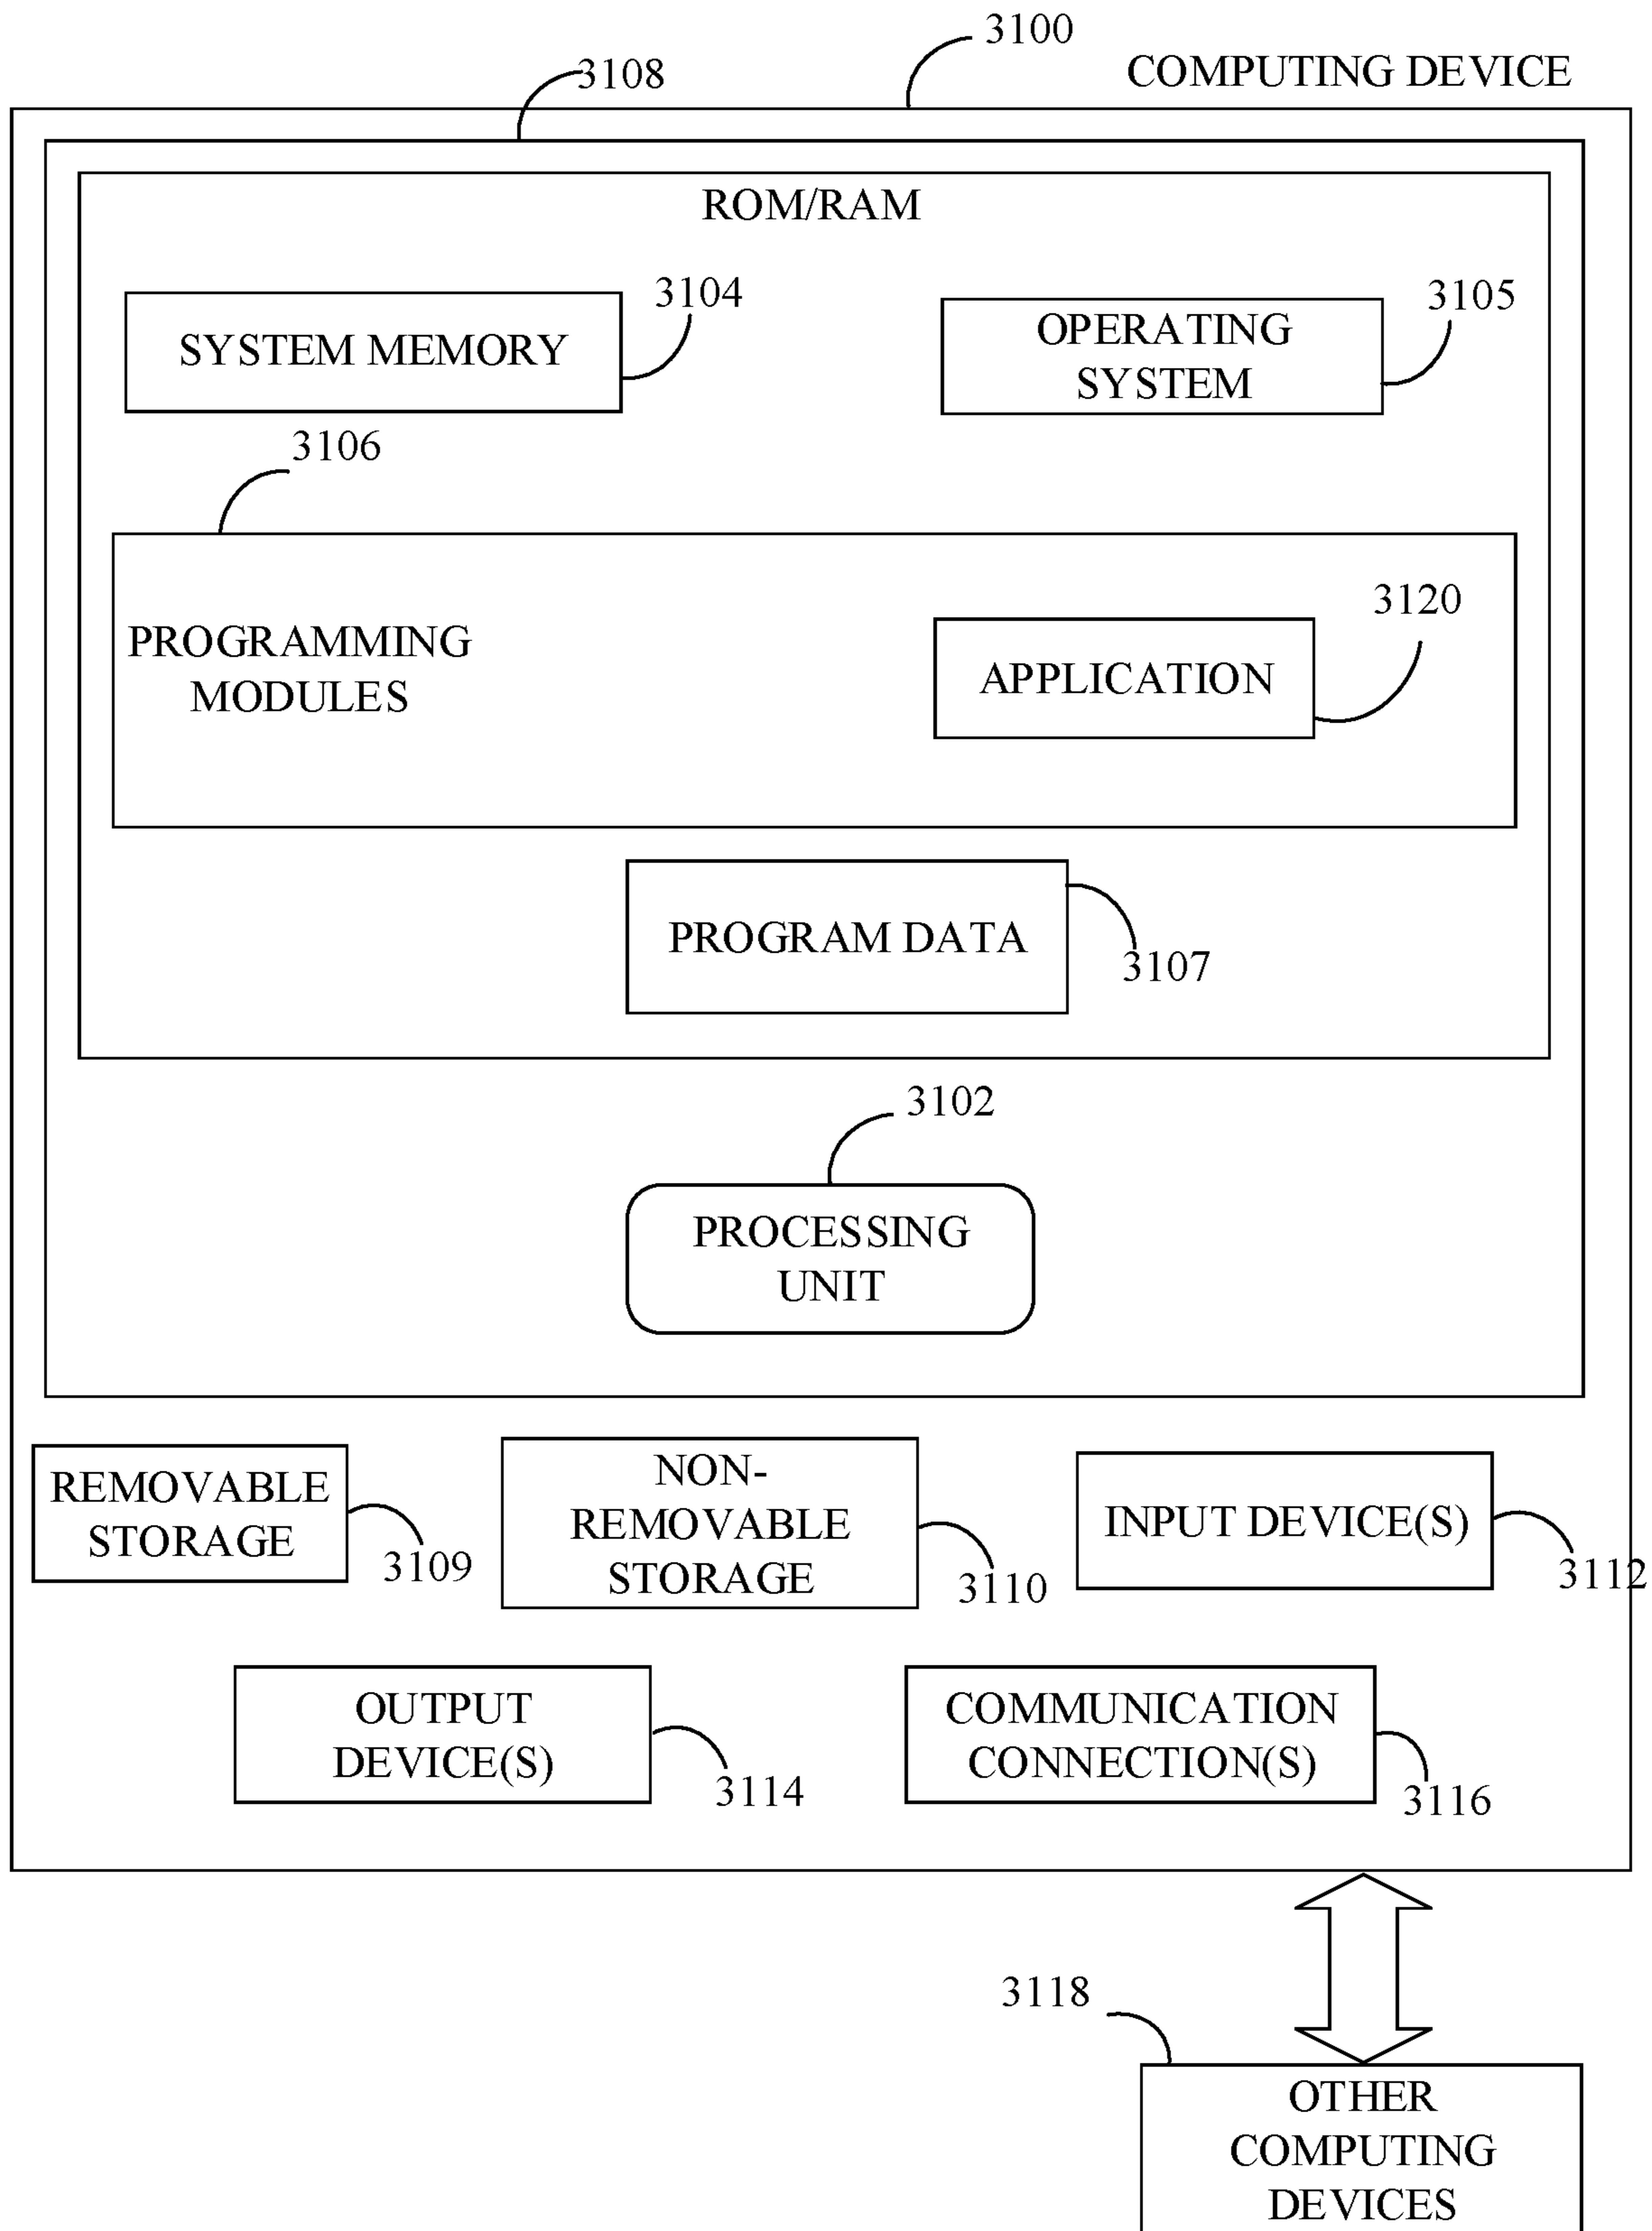 3100
COMPUTING DEVICE
3108
ROM/RAM
3104
3105
SYSTEM MEMORY
OPERATING
SYSTEM
3106
3120
PROGRAMMING
MODULES
APPLICATION
PROGRAM DATA
3107
3102
PROCESSING
UNIT
REMOVABLE
STORAGE
3109
NON-
REMOVABLE
STORAGE
3110
INPUT DEVICE(S)
3112
OUTPUT
DEVICE(S)
3114
COMMUNICATION
CONNECTION(S)
3116
3118
OTHER
COMPUTING
DEVICES